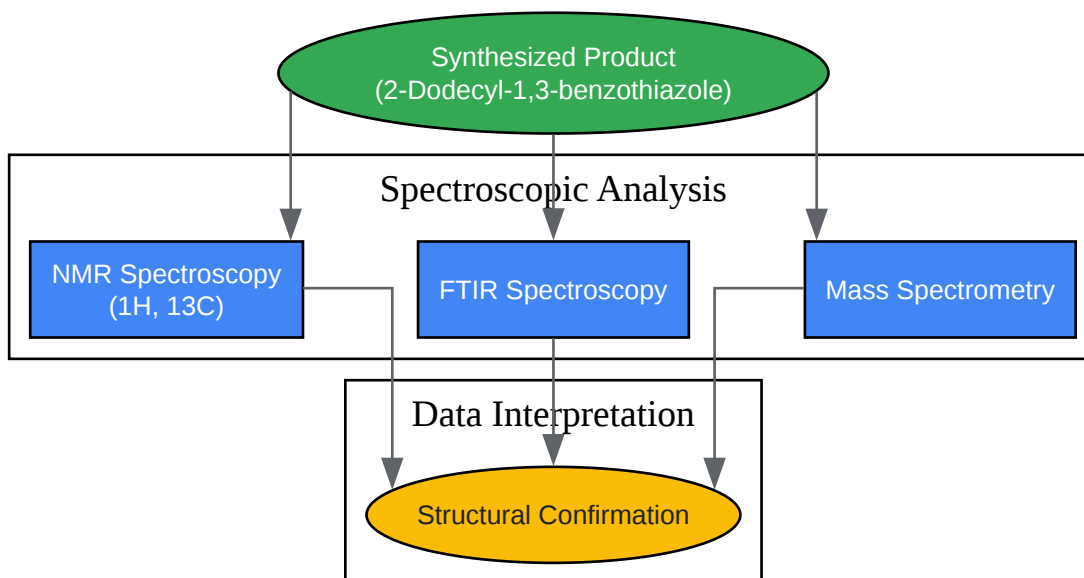 Synthesized Product
(2-Dodecyl-1,3-benzothiazole)
Spectroscopic Analysis
NMR Spectroscopy
(1H, 13C)
FTIR Spectroscopy
Mass Spectrometry
Data Interpretation
Structural Confirmation